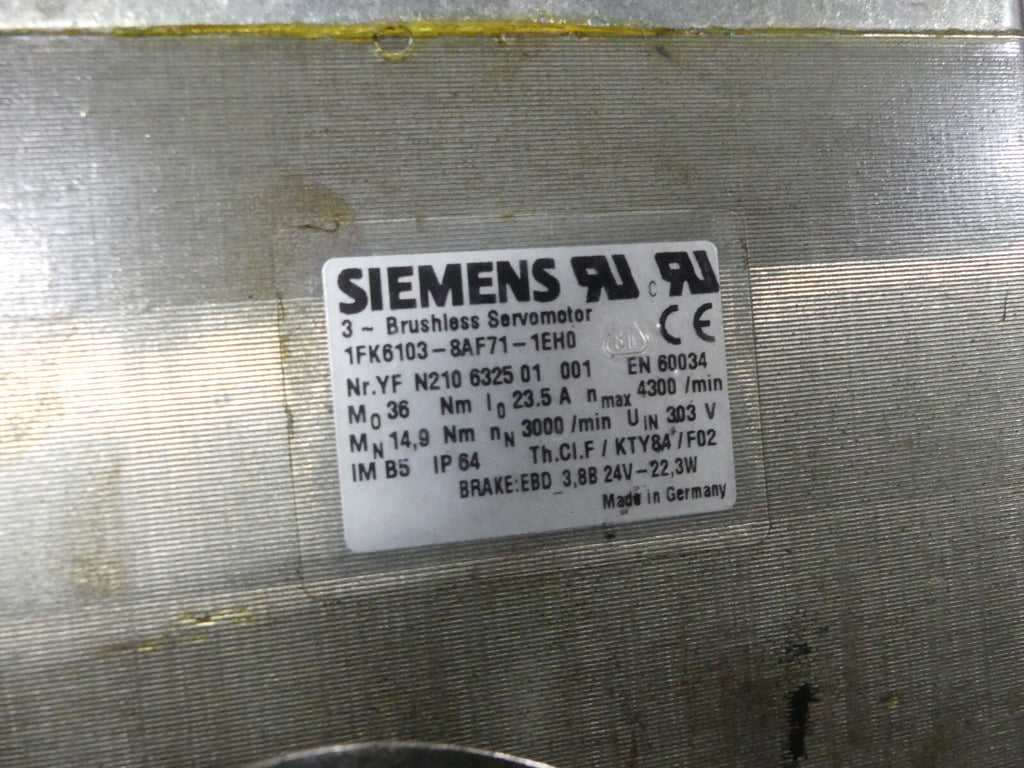 SIEMENS
3 ~ Brushless Servomotor
1FK6103-8AF71-1EH0
Nr.YF N210 6325 01 001 EN 60034
M0 36 Nm I0 23.5 A nmax 4300 /min
MN 14,9 Nm nN 3000 /min UIN 303 V
IM B5 IP 64 Th.Cl.F / KTY84 / F02
BRAKE:EBD_3,8B 24V-22,3W
Made in Germany